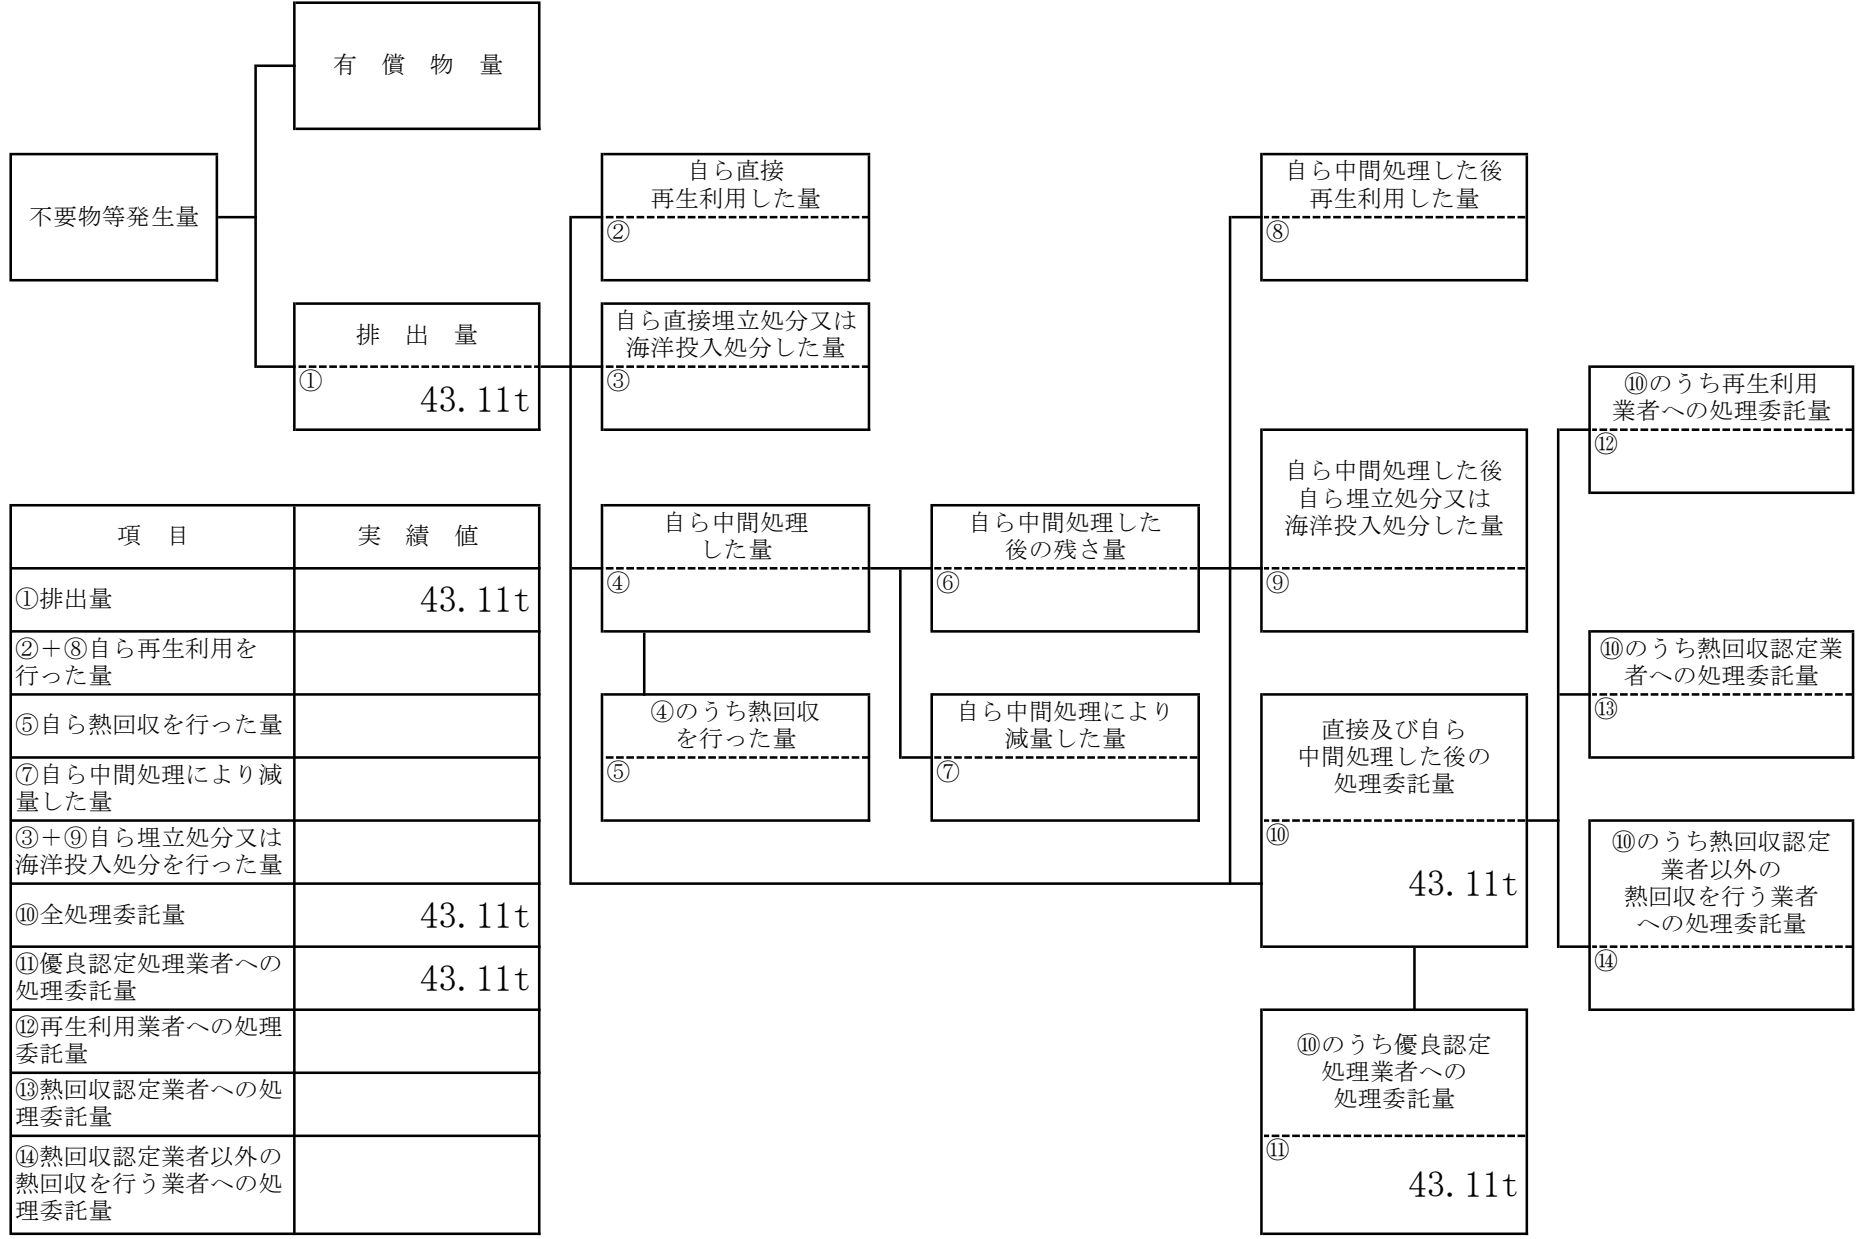 有　償　物　量
不要物等発生量
排　出　量
①
43.11t
自ら直接
再生利用した量
②
自ら直接埋立処分又は
海洋投入処分した量
③
自ら中間処理
した量
④
④のうち熱回収
を行った量
⑤
自ら中間処理した
後の残さ量
⑥
自ら中間処理により
減量した量
⑦
自ら中間処理した後
再生利用した量
⑧
自ら中間処理した後
自ら埋立処分又は
海洋投入処分した量
⑨
直接及び自ら
中間処理した後の
処理委託量
⑩
43.11t
⑩のうち優良認定
処理業者への
処理委託量
⑪
43.11t
⑩のうち再生利用
業者への処理委託量
⑫
⑩のうち熱回収認定業
者への処理委託量
⑬
⑩のうち熱回収認定
業者以外の
熱回収を行う業者
への処理委託量
⑭
項　目　実　績　値
①排出量　43.11t
②＋⑧自ら再生利用を
行った量
⑤自ら熱回収を行った量
⑦自ら中間処理により減
量した量
③＋⑨自ら埋立処分又は
海洋投入処分を行った量
⑩全処理委託量　43.11t
⑪優良認定処理業者への
処理委託量　43.11t
⑫再生利用業者への処理
委託量
⑬熱回収認定業者への処
理委託量
⑭熱回収認定業者以外の
熱回収を行う業者への処
理委託量